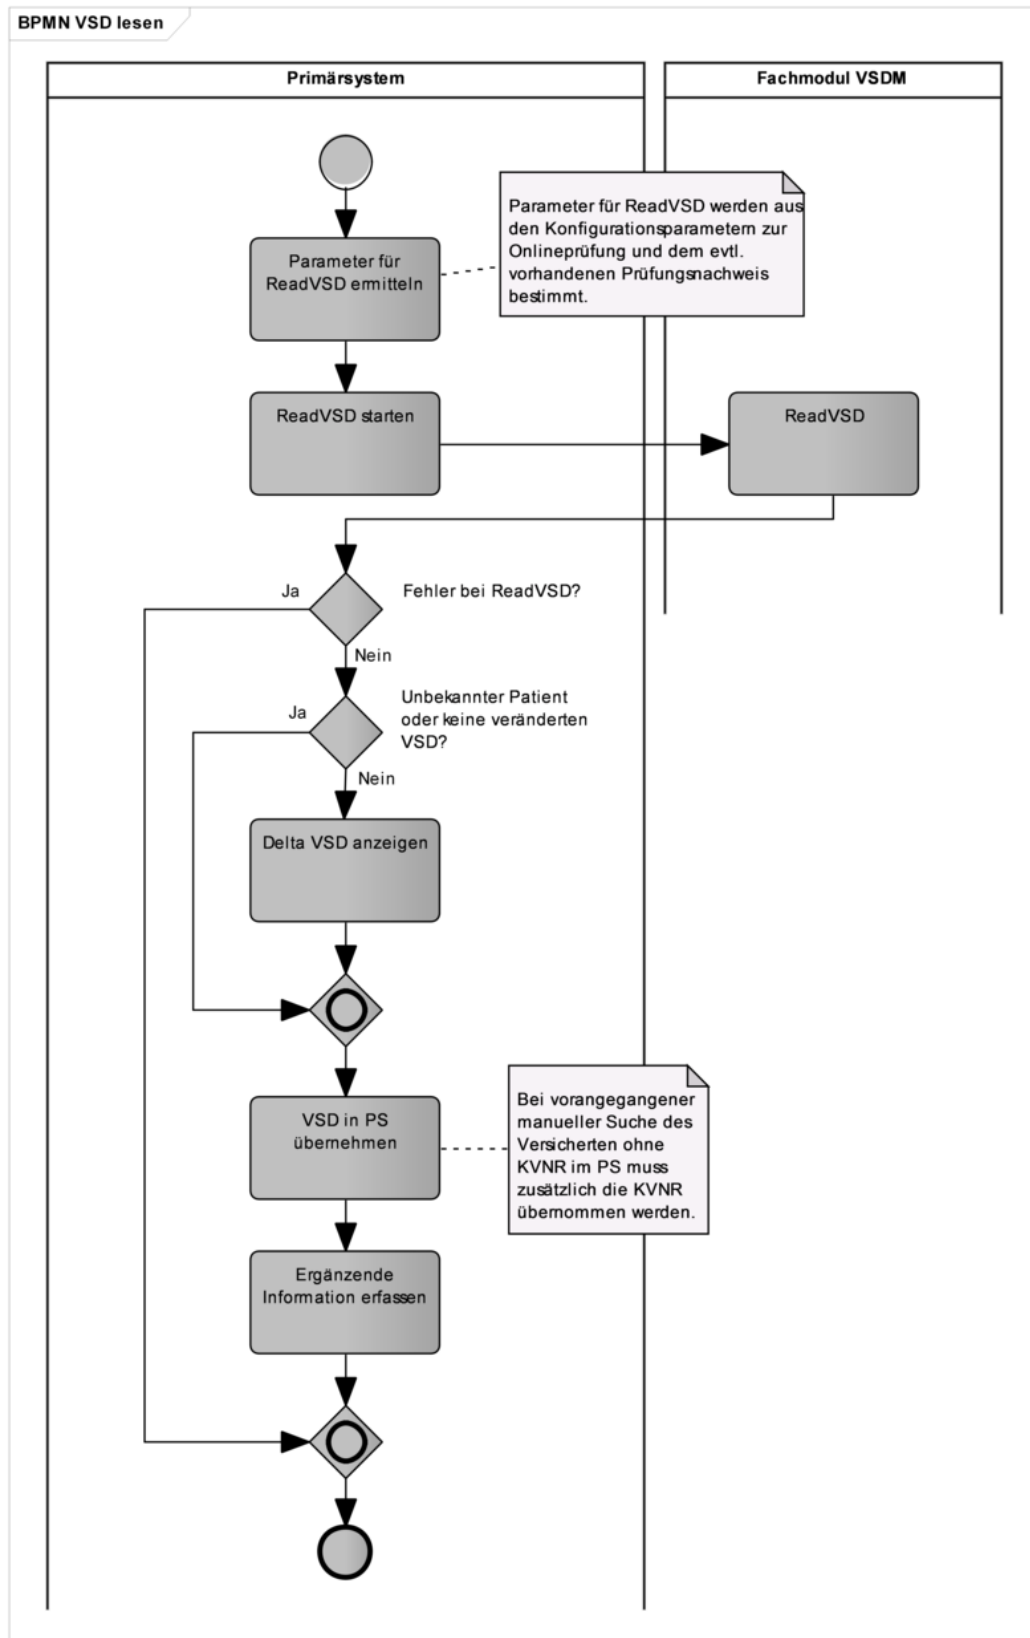 BPMN VSD lesen
Primärsystem
Fachmodul VSDM
Parameter für ReadVSD werden aus
den Konfigurationsparametern zur
Onlineprüfung und dem evtl.
vorhandenen Prüfungsnachweis
bestimmt.
Parameter für
ReadVSD ermitteln
ReadVSD starten
ReadVSD
Ja
Fehler bei ReadVSD?
Nein
Unbekannter Patient
oder keine veränderten
VSD?
Ja
Nein
Delta VSD anzeigen
Bei vorangegangener
manueller Suche des
Versicherten ohne
KVNR im PS muss
zusätzlich die KVNR
übernommen werden.
VSD in PS
übernehmen
Ergänzende
Information erfassen